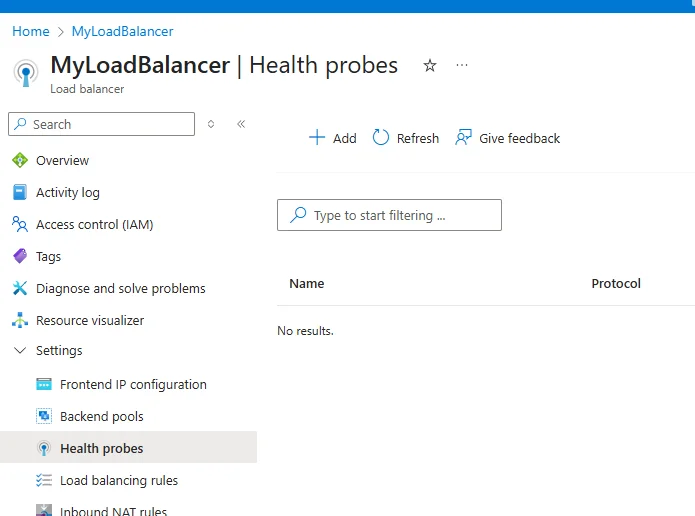 Home > MyLoadBalancer
MyLoadBalancer | Health probes
Load balancer
Search
Add Refresh Give feedback
Overview
Activity log
Access control (IAM)
Tags
Diagnose and solve problems
Resource visualizer
Settings
Frontend IP configuration
Backend pools
Health probes
Load balancing rules
Inbound NAT rules
Type to start filtering ...
Name Protocol
No results.